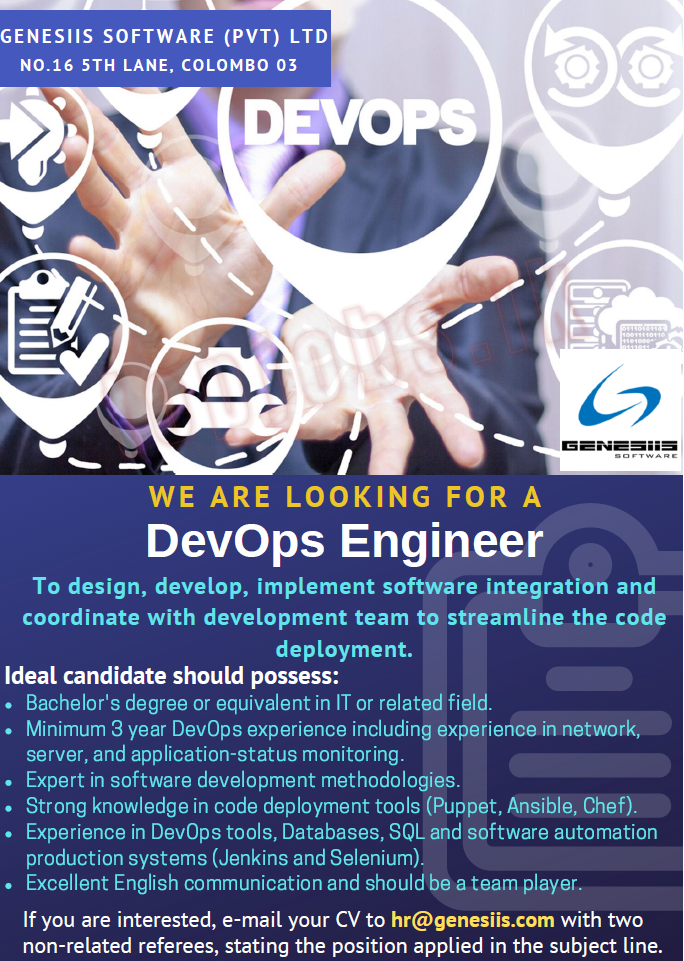 GENESIIS SOFTWARE (PVT) LTD
NO.16 5TH LANE, COLOMBO 03
DEVOPS
GENESIIS
SOFTWARE
WE ARE LOOKING FOR A
DevOps Engineer
To design, develop, implement software integration and
coordinate with development team to streamline the code
deployment.
Ideal candidate should possess:
• Bachelor's degree or equivalent in IT or related field.
• Minimum 3 year DevOps experience including experience in network,
server, and application-status monitoring.
• Expert in software development methodologies.
• Strong knowledge in code deployment tools (Puppet, Ansible, Chef).
• Experience in DevOps tools, Databases, SQL and software automation
production systems (Jenkins and Selenium).
• Excellent English communication and should be a team player.
If you are interested, e-mail your CV to hr@genesiis.com with two
non-related referees, stating the position applied in the subject line.